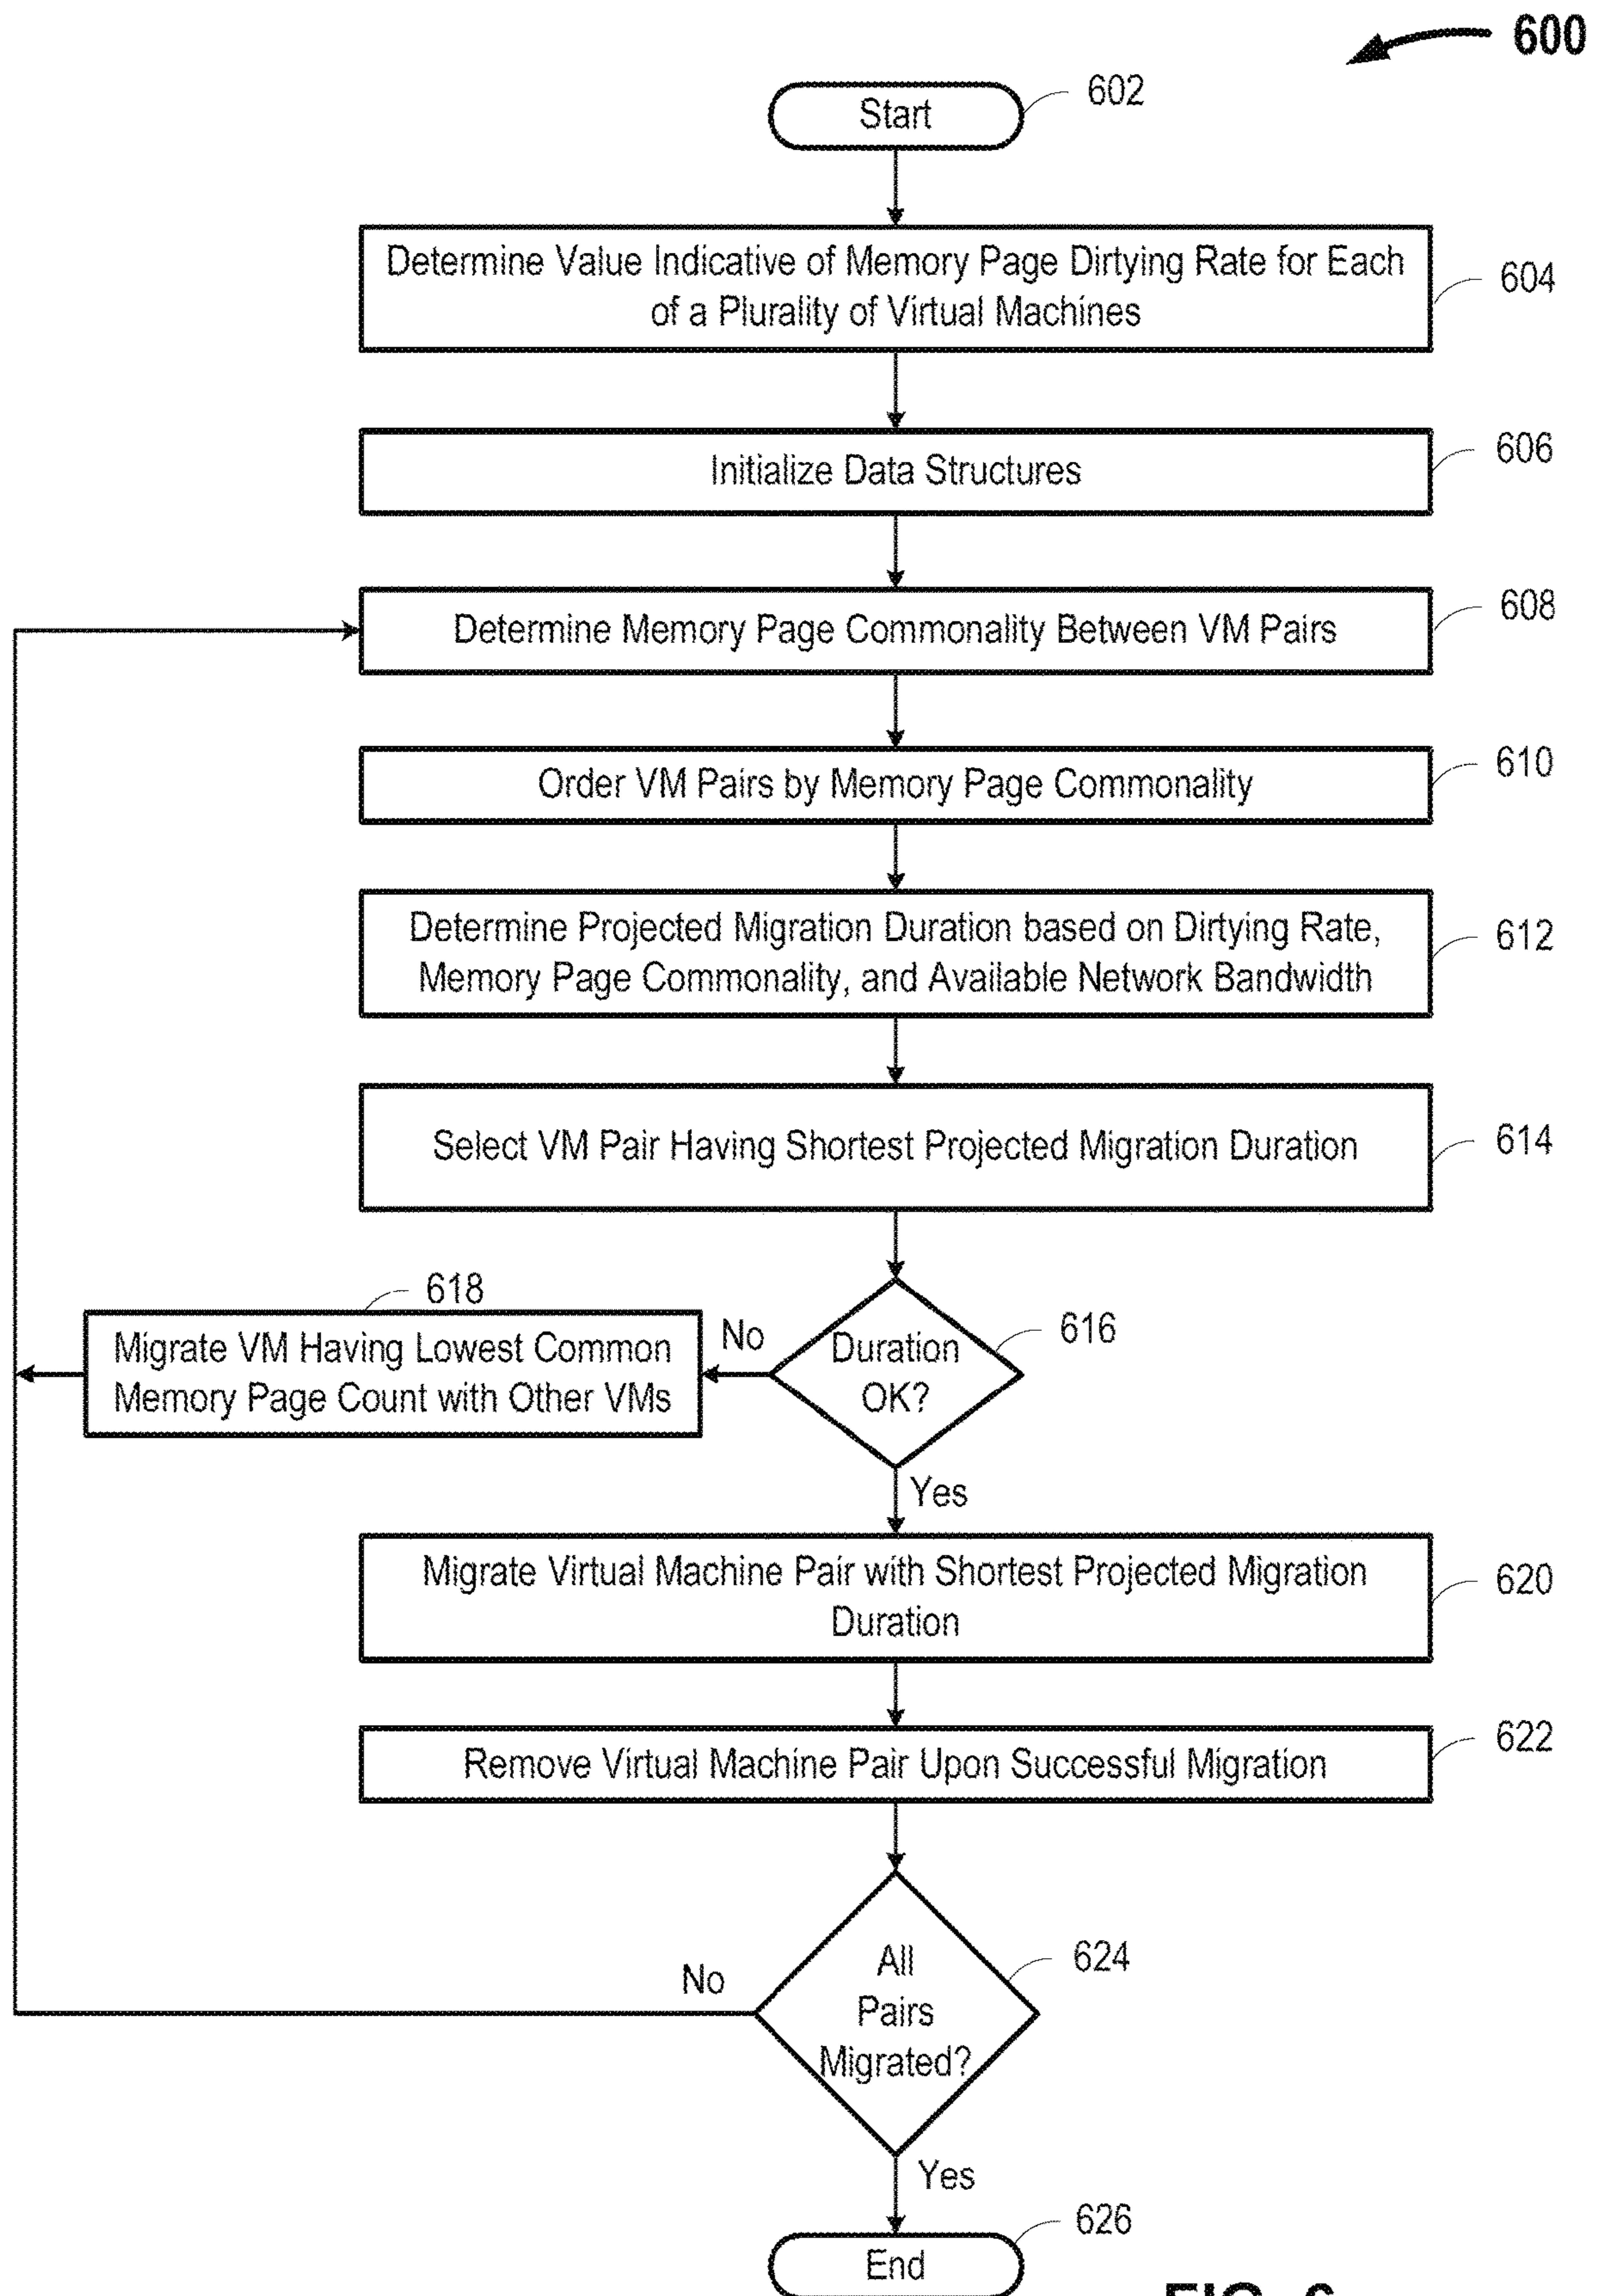 600
Start
602
Determine Value Indicative of Memory Page Dirtying Rate for Each
of a Plurality of Virtual Machines
604
Initialize Data Structures
606
Determine Memory Page Commonality Between VM Pairs
608
Order VM Pairs by Memory Page Commonality
610
Determine Projected Migration Duration based on Dirtying Rate,
Memory Page Commonality, and Available Network Bandwidth
612
Select VM Pair Having Shortest Projected Migration Duration
614
618
Migrate VM Having Lowest Common
Memory Page Count with Other VMs
No
Duration
OK?
616
Yes
Migrate Virtual Machine Pair with Shortest Projected Migration
Duration
620
Remove Virtual Machine Pair Upon Successful Migration
622
All
Pairs
Migrated?
624
No
Yes
626
End